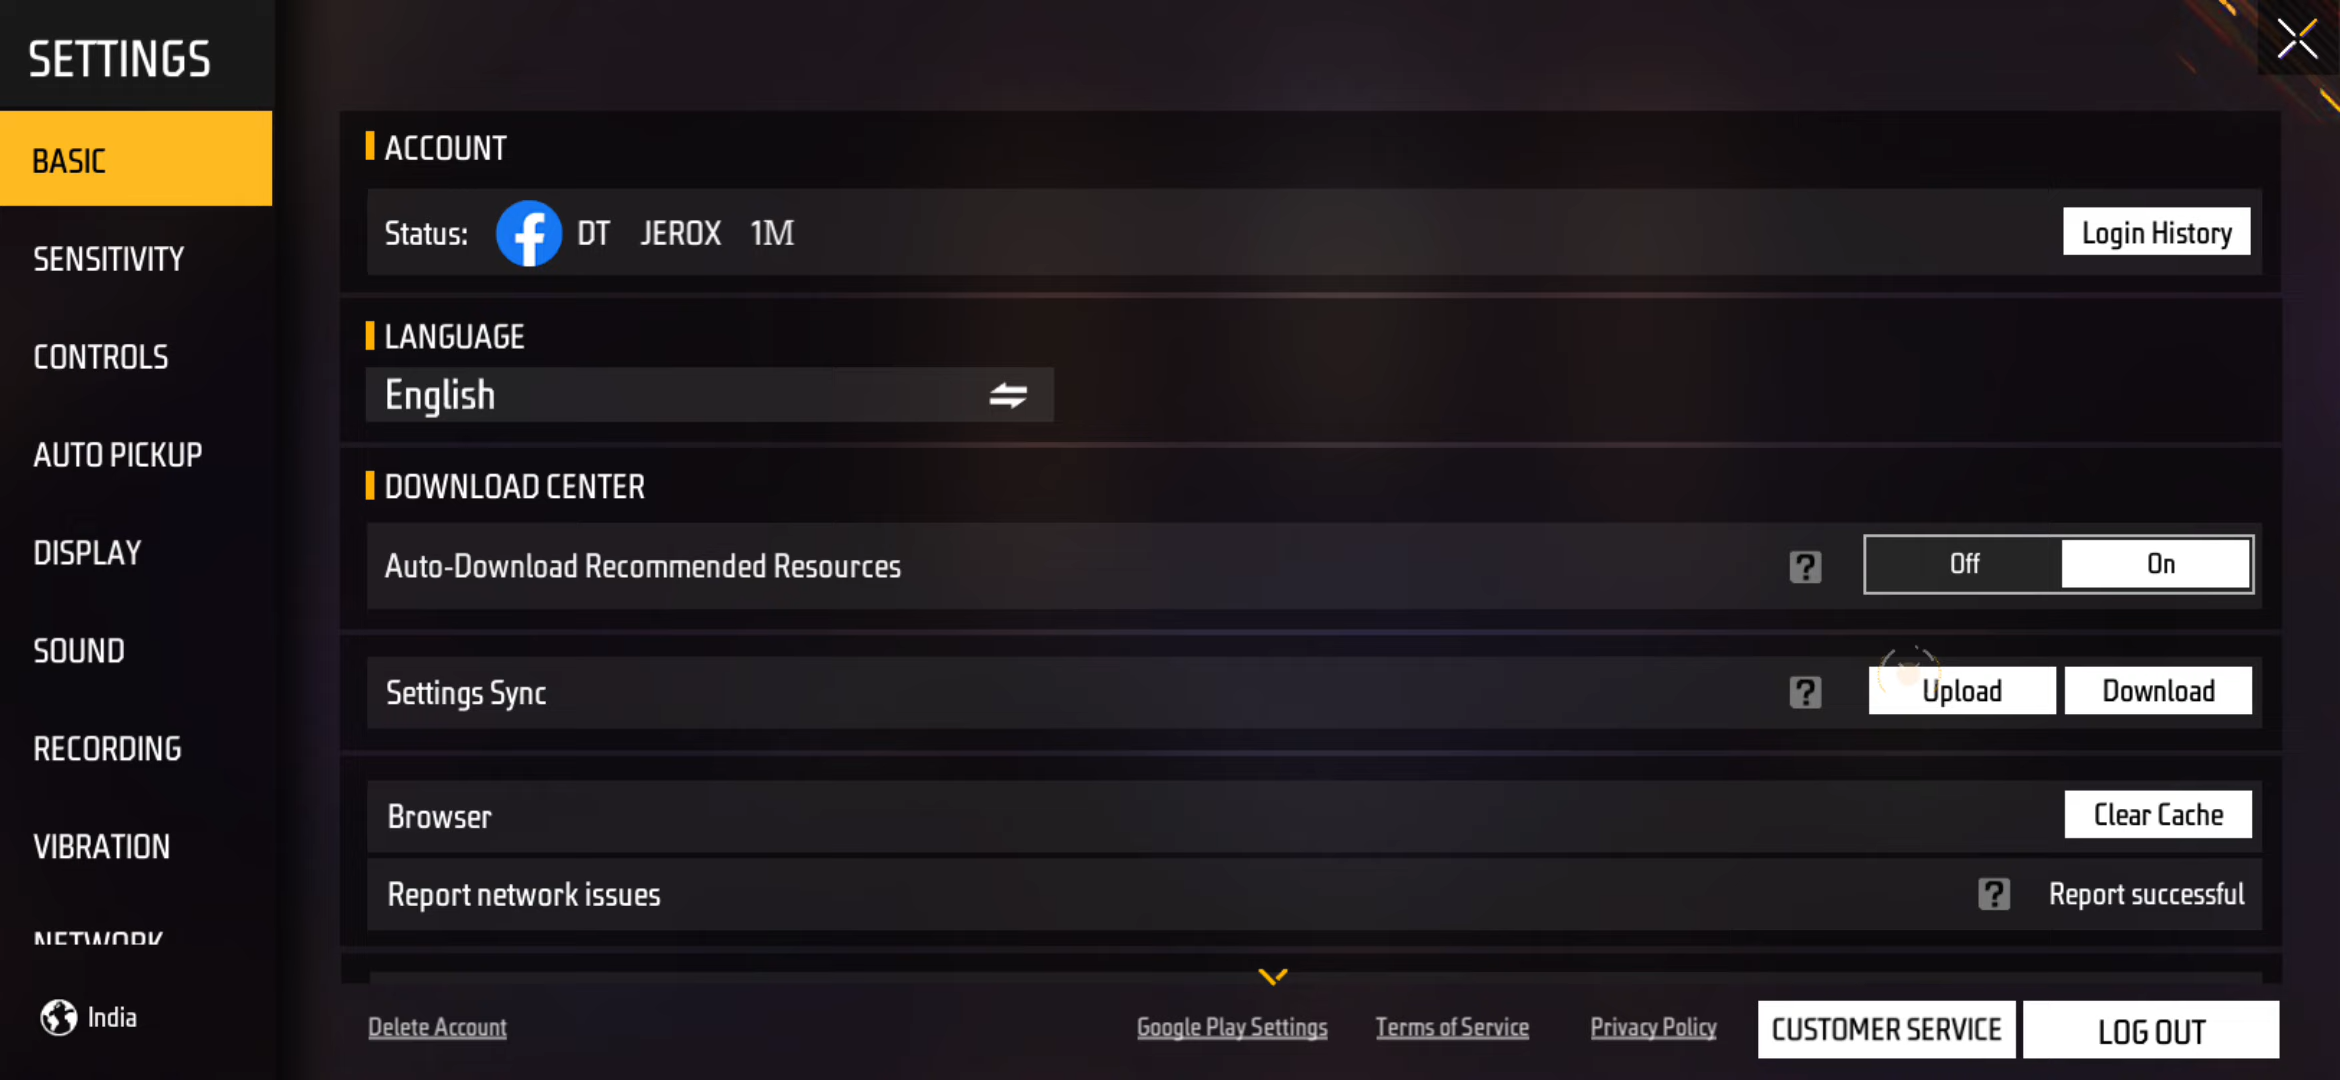 SETTINGS
BASIC
SENSITIVITY
CONTROLS
AUTO PICKUP
DISPLAY
SOUND
RECORDING
VIBRATION
NETWORK
India
ACCOUNT
Status: DT JEROX 1M
Login History
LANGUAGE
English
DOWNLOAD CENTER
Auto-Download Recommended Resources ? Off On
Settings Sync ? Upload Download
Browser Clear Cache
Report network issues ? Report successful
Delete Account Google Play Settings Terms of Service Privacy Policy CUSTOMER SERVICE LOG OUT